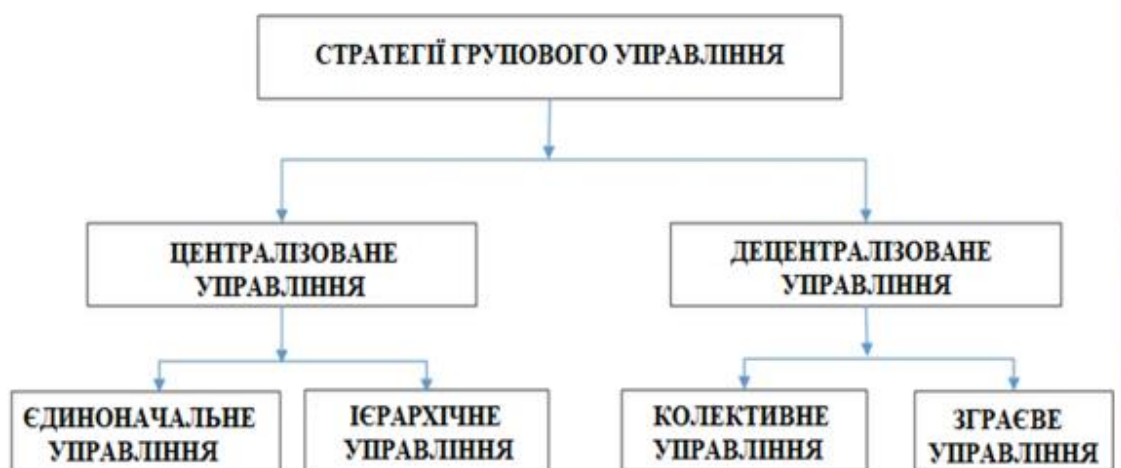 СТРАТЕГІЇ ГРУПОВОГО УПРАВЛІННЯ
ЦЕНТРАЛІЗОВАНЕ
УПРАВЛІННЯ
ДЕЦЕНТРАЛІЗОВАНЕ
УПРАВЛІННЯ
ЄДИНОНАЧАЛЬНЕ
УПРАВЛІННЯ
ІЄРАРХІЧНЕ
УПРАВЛІННЯ
КОЛЕКТИВНЕ
УПРАВЛІННЯ
ЗГРАЄВЕ
УПРАВЛІННЯ